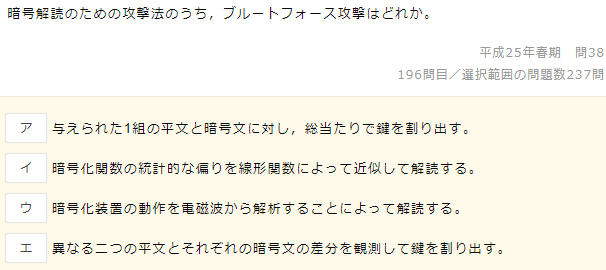 暗号解読のための攻撃法のうち，ブルートフォース攻撃はどれか。
平成25年春期　問38
196問目／選択範囲の問題数237問
ア 与えられた1組の平文と暗号文に対し，総当たりで鍵を割り出す。
イ 暗号化関数の統計的な偏りを線形関数によって近似して解読する。
ウ 暗号化装置の動作を電磁波から解析することによって解読する。
エ 異なる二つの平文とそれぞれの暗号文の差分を観測して鍵を割り出す。